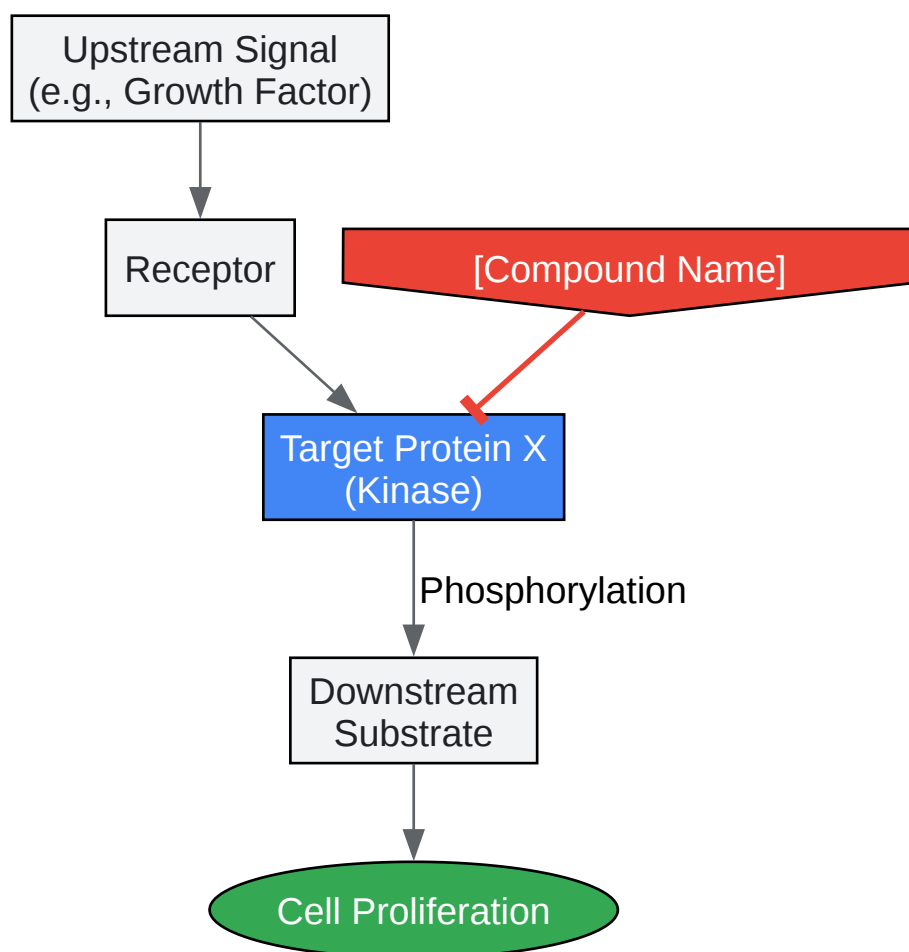 Upstream Signal
(e.g., Growth Factor)
Receptor
[Compound Name]
Target Protein X
(Kinase)
Phosphorylation
Downstream
Substrate
Cell Proliferation